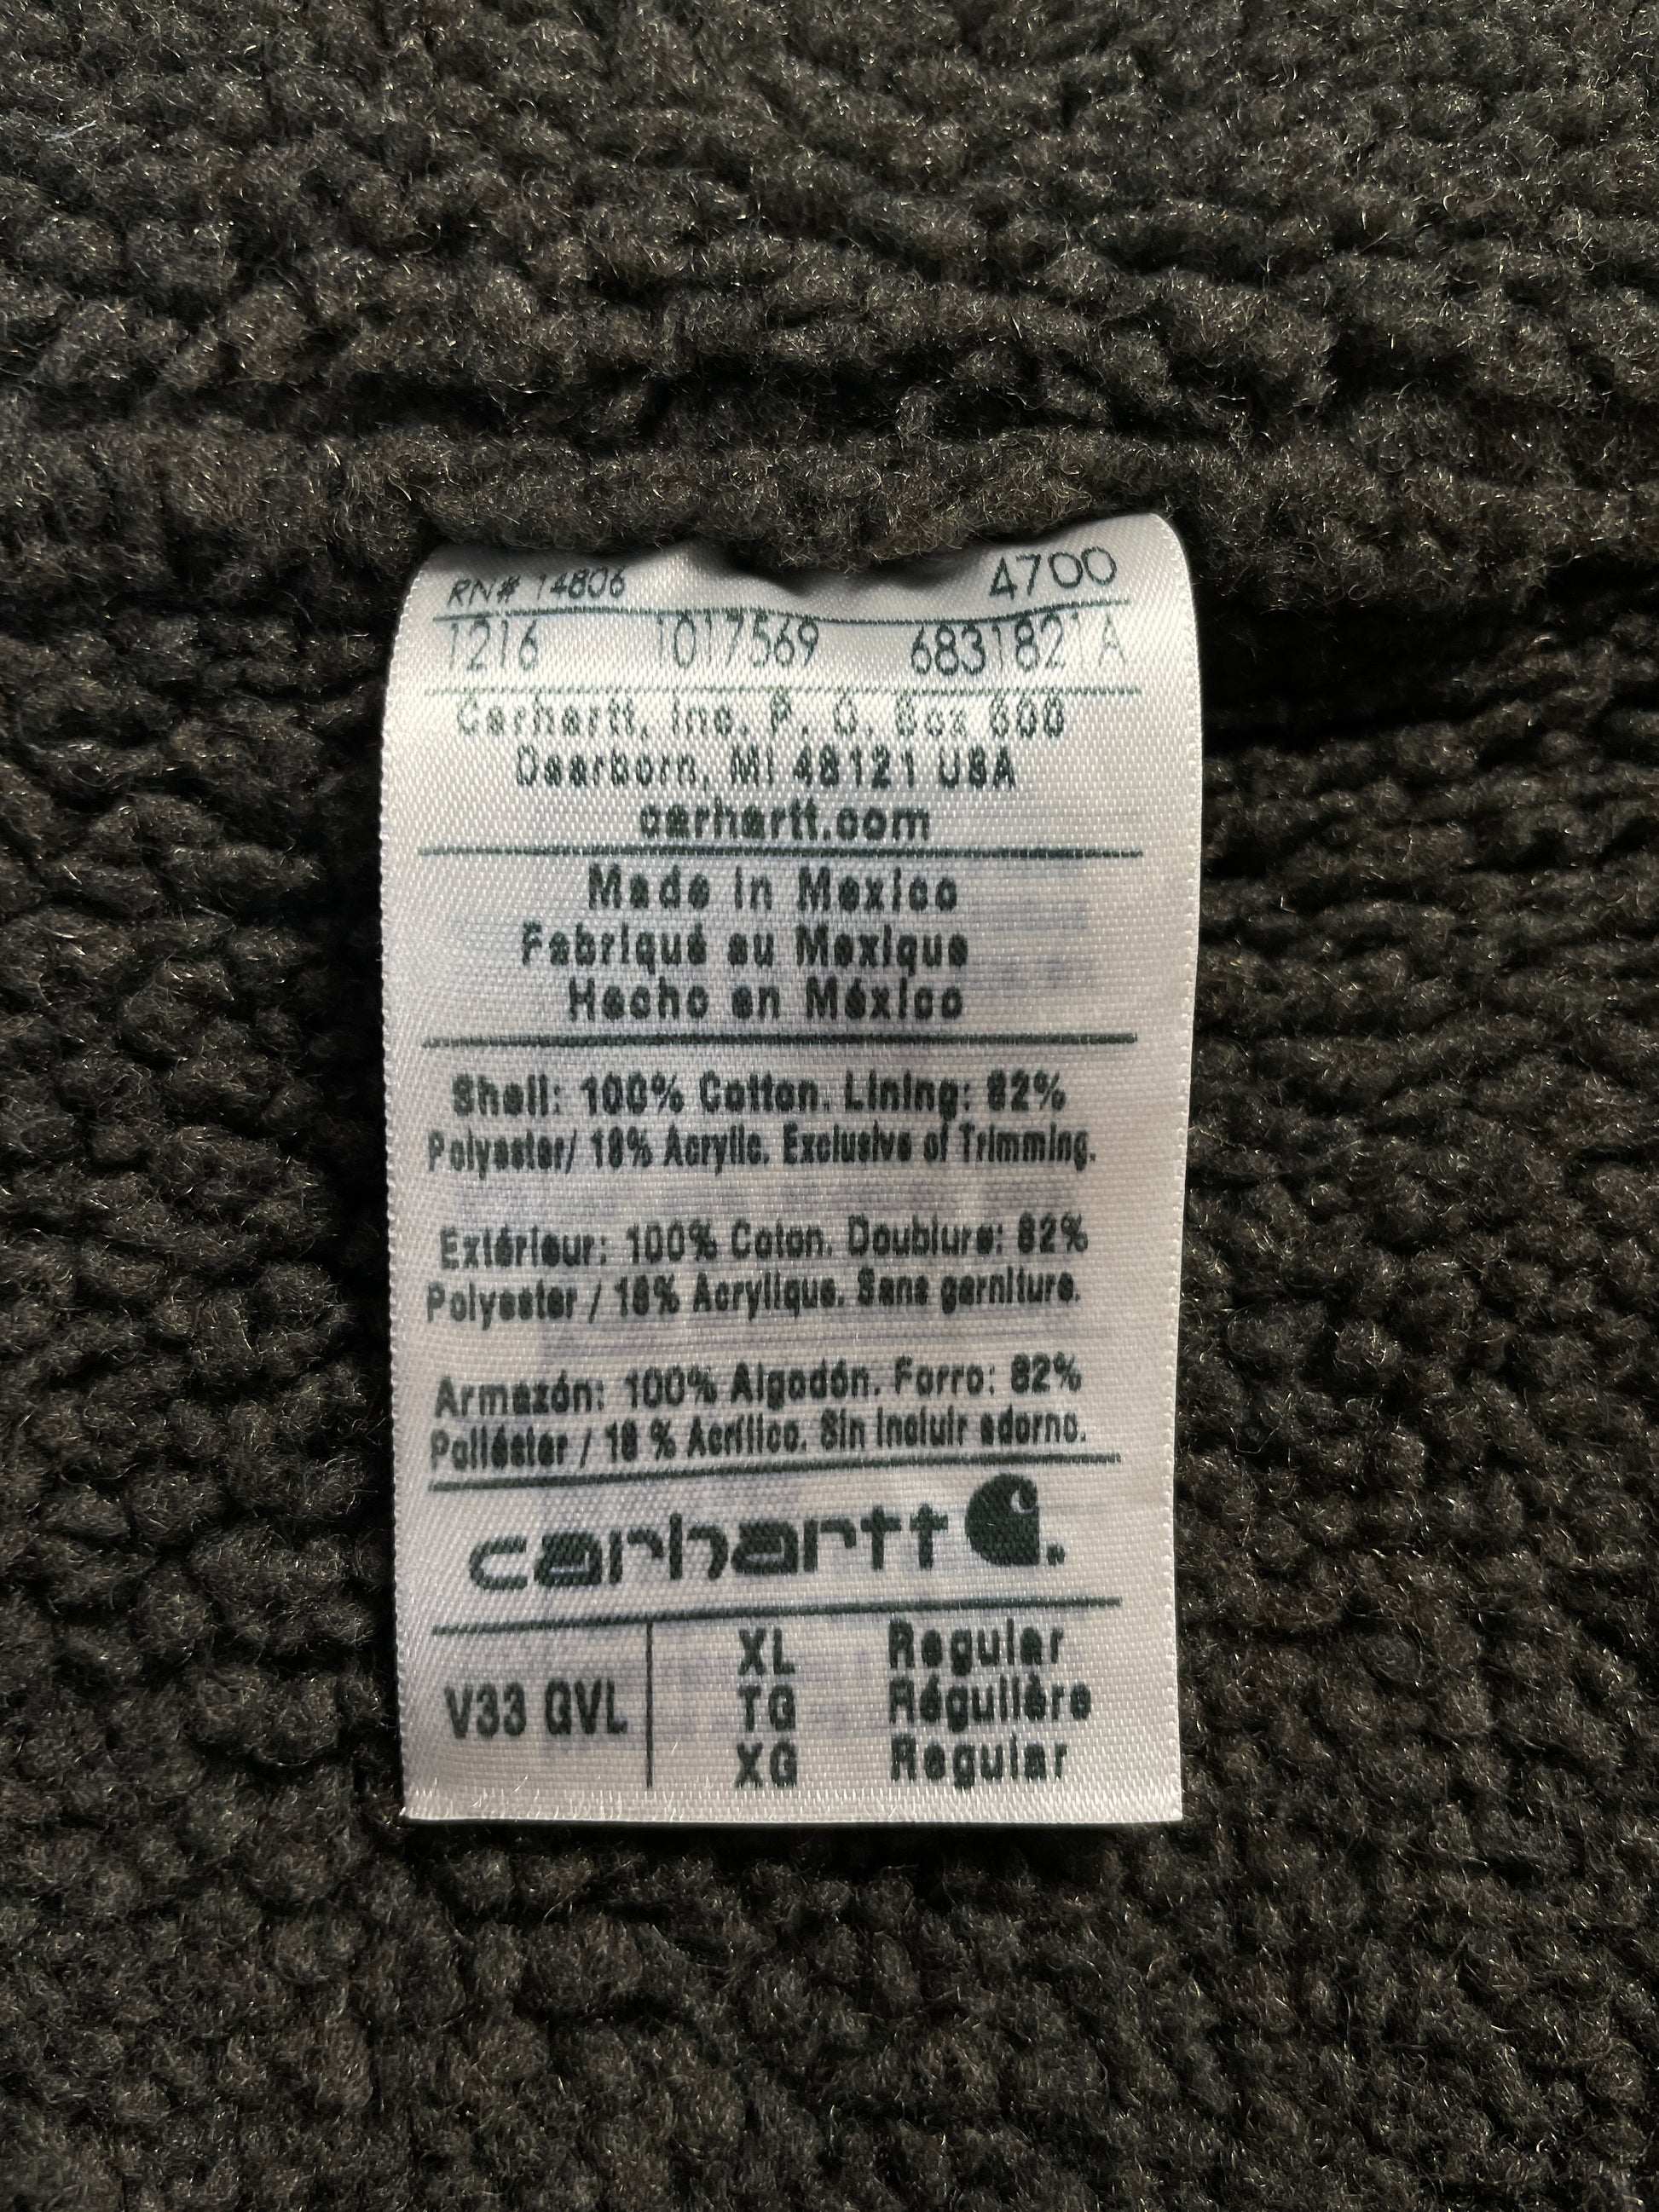 RN# 14806 4700
1216 1017569 6831821A
Carhartt, Inc. P. O. Box 600
Dearborn, MI 48121 USA
carhartt.com
Made in Mexico
Fabriqué au Mexique
Hecho en México
Shell: 100% Cotton. Lining: 82%
Polyester/ 18% Acrylic. Exclusive of Trimming.
Extérieur: 100% Coton. Doublure: 82%
Polyester / 18% Acrylique. Sans garniture.
Armazón: 100% Algodón. Forro: 82%
Poliéster / 18 % Acrílico. Sin incluir adorno.
carhartt
V33 GVL XL Regular
TG Régulière
XG Regular